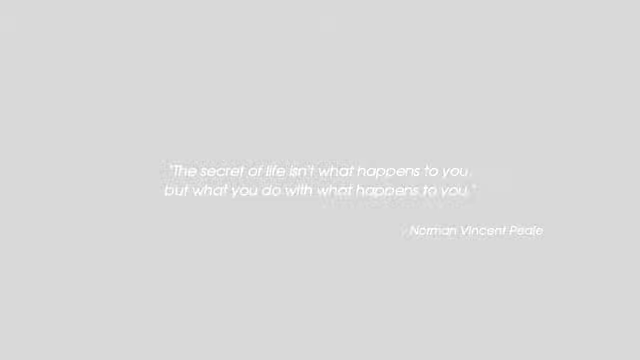 "The secret of life isn't what happens to you,
but what you do with what happens to you."
- Norman Vincent Peale